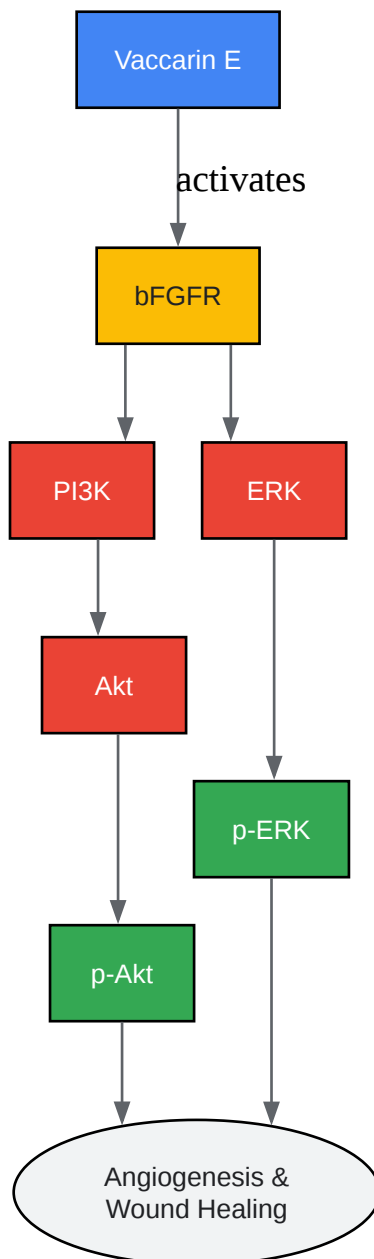 Vaccarin E
activates
bFGFR
PI3K
ERK
Akt
p-ERK
p-Akt
Angiogenesis &
Wound Healing